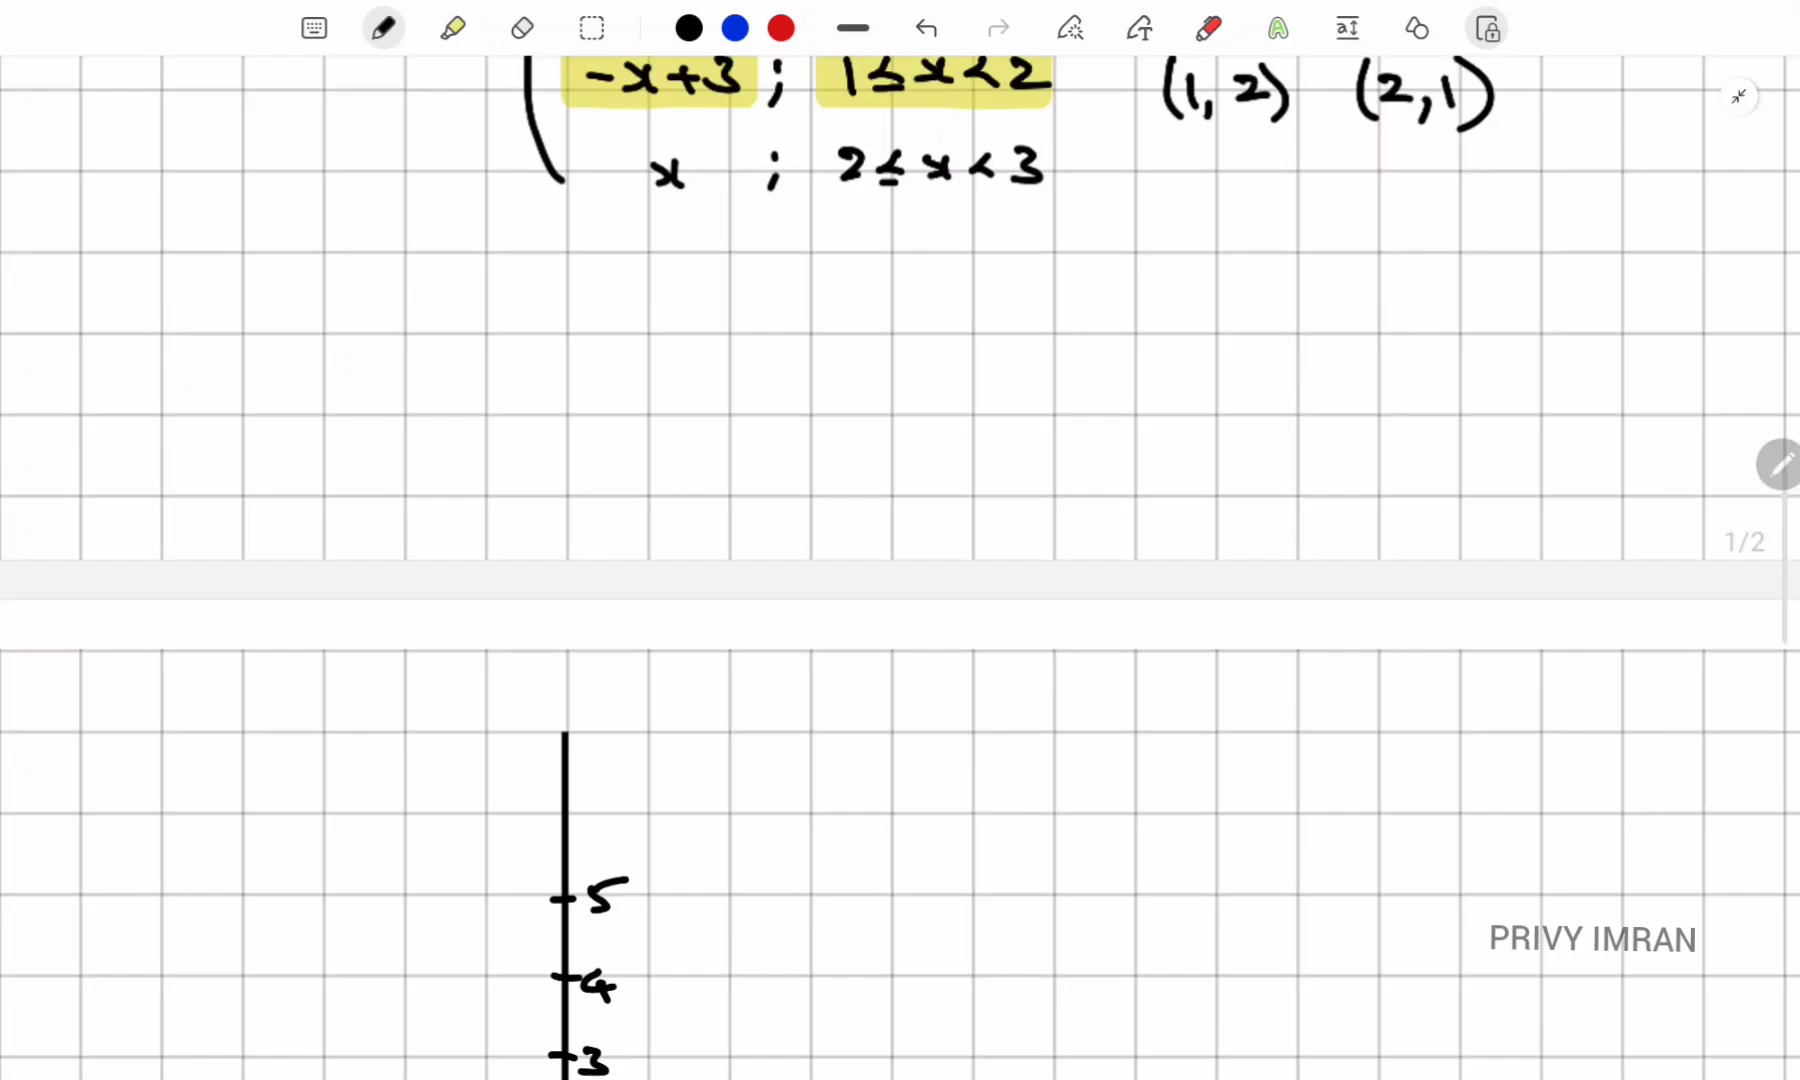 -x+3 ; 1≤x<2 (1, 2) (2,1)
x ; 2≤x<3
1/2
5
4
3
PRIVY IMRAN